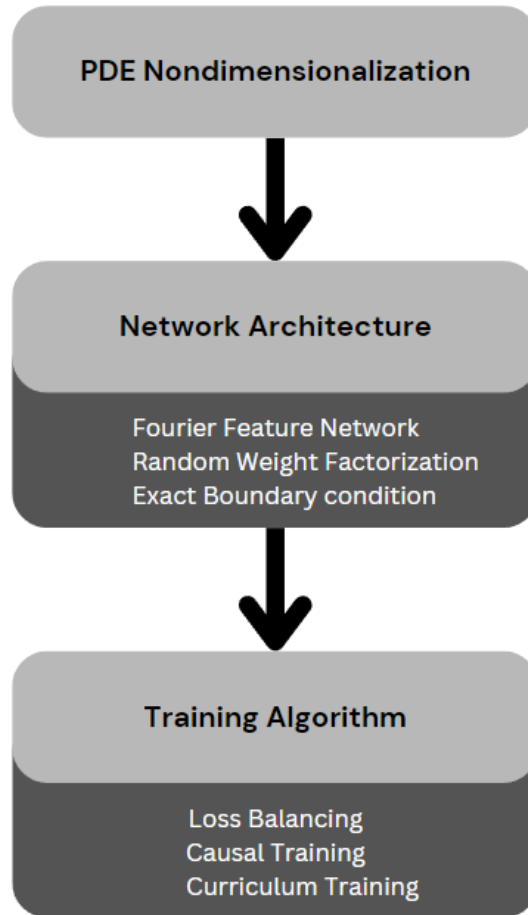 PDE Nondimensionalization
Network Architecture
Fourier Feature Network
Random Weight Factorization
Exact Boundary condition
Training Algorithm
Loss Balancing
Causal Training
Curriculum Training